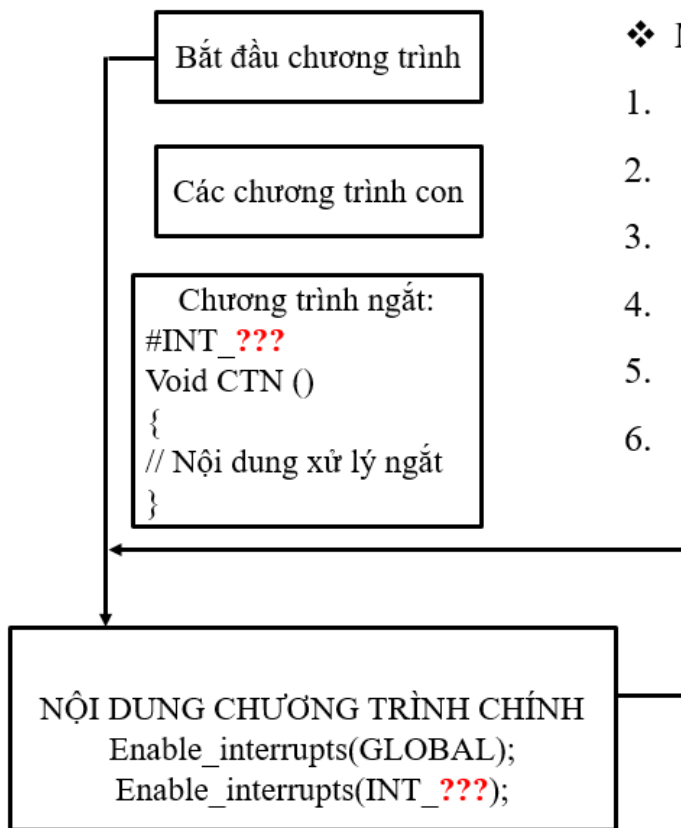 Bắt đầu chương trình
Các chương trình con
Chương trình ngắt:
#INT_???
Void CTN ()
{
// Nội dung xử lý ngắt
}
NỘI DUNG CHƯƠNG TRÌNH CHÍNH
Enable_interrupts(GLOBAL);
Enable_interrupts(INT_???);
❖
1.
2.
3.
4.
5.
6.